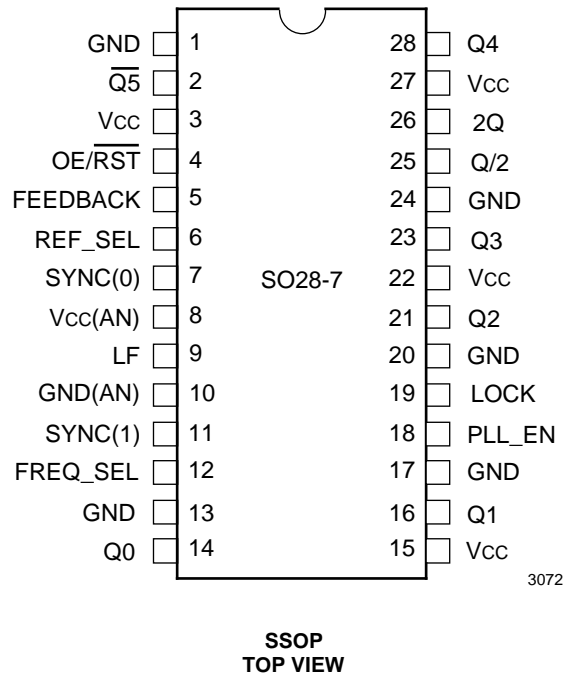 GND 1 28 Q4
Q̅5̅ 2 27 Vcc
Vcc 3 26 2Q
OE/R̅S̅T̅ 4 25 Q/2
FEEDBACK 5 24 GND
REF_SEL 6 23 Q3
SYNC(0) 7 SO28-7 22 Vcc
Vcc(AN) 8 21 Q2
LF 9 20 GND
GND(AN) 10 19 LOCK
SYNC(1) 11 18 PLL_EN
FREQ_SEL 12 17 GND
GND 13 16 Q1
Q0 14 15 Vcc
3072
SSOP
TOP VIEW